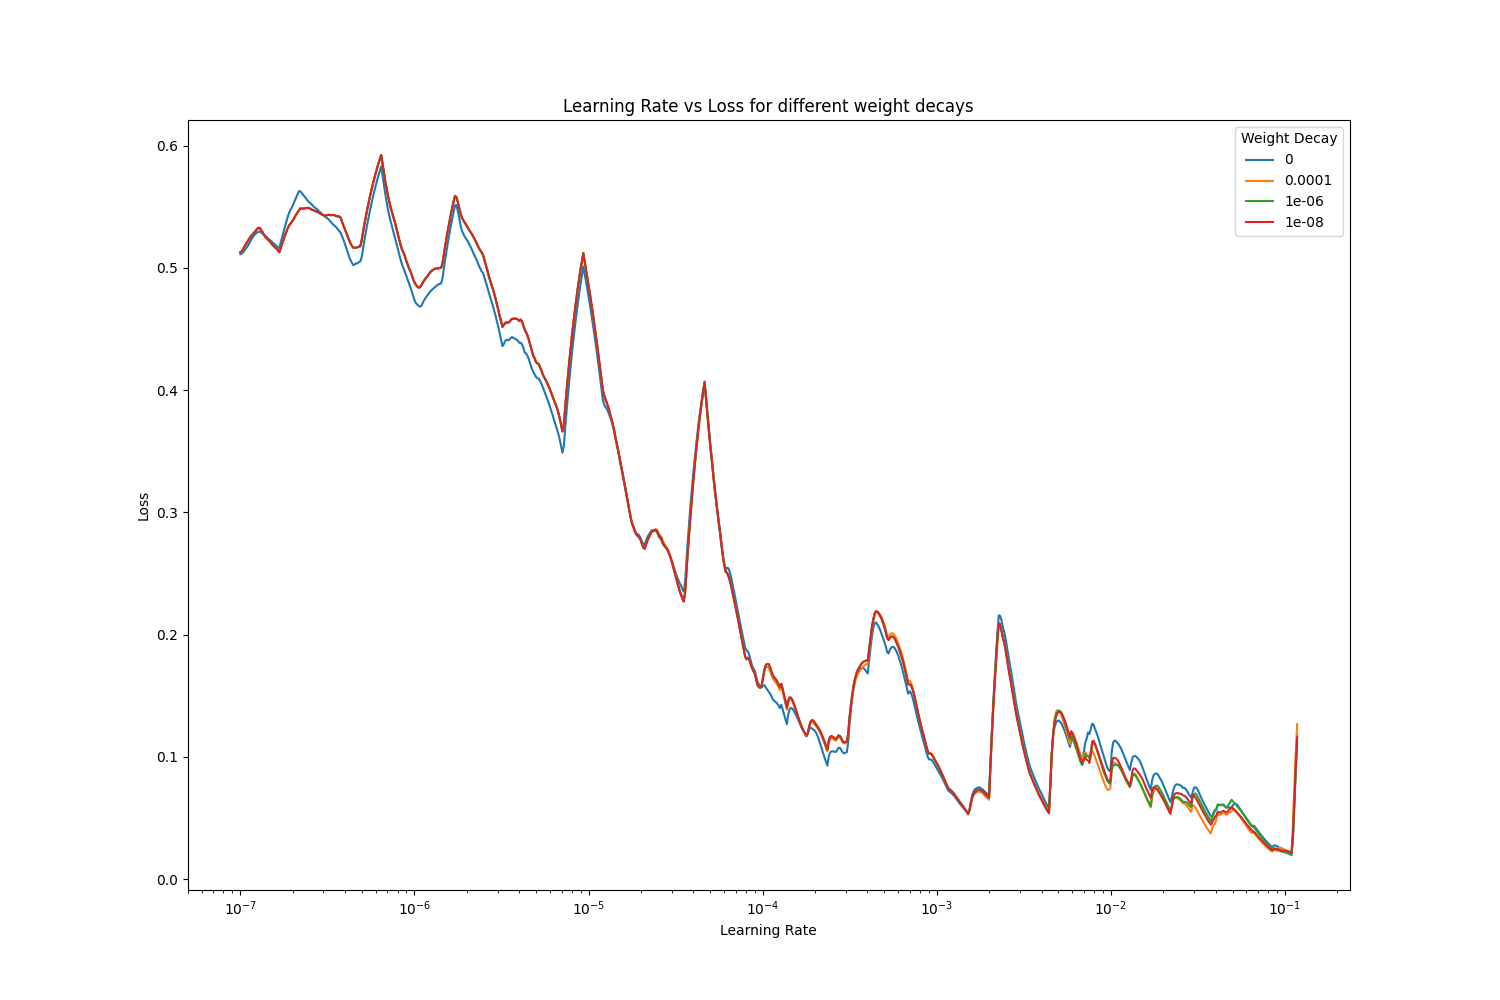 Learning Rate vs Loss for different weight decays
Weight Decay
0
0.0001
1e-06
1e-08
0.6
0.5
0.4
0.3
0.2
0.1
0.0
Loss
10⁻⁷ 10⁻⁶ 10⁻⁵ 10⁻⁴ 10⁻³ 10⁻² 10⁻¹
Learning Rate